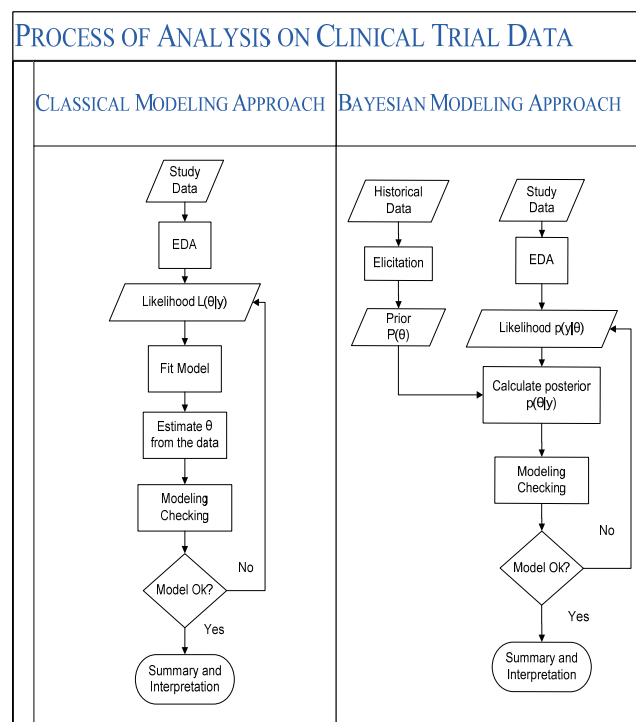 PROCESS OF ANALYSIS ON CLINICAL TRIAL DATA
CLASSICAL MODELING APPROACH
Study
Data
EDA
Likelihood L(θ|y)
Fit Model
Estimate θ
from the data
Modeling
Checking
Model Ok?
No
Yes
Summary and
Interpretation
BAYESIAN MODELING APPROACH
Historical
Data
Elicitation
Prior
P(θ)
Study
Data
EDA
Likelihood p(y|θ)
Calculate posterior
p(θ|y)
Modeling
Checking
Model Ok?
No
Yes
Summary and
Interpretation